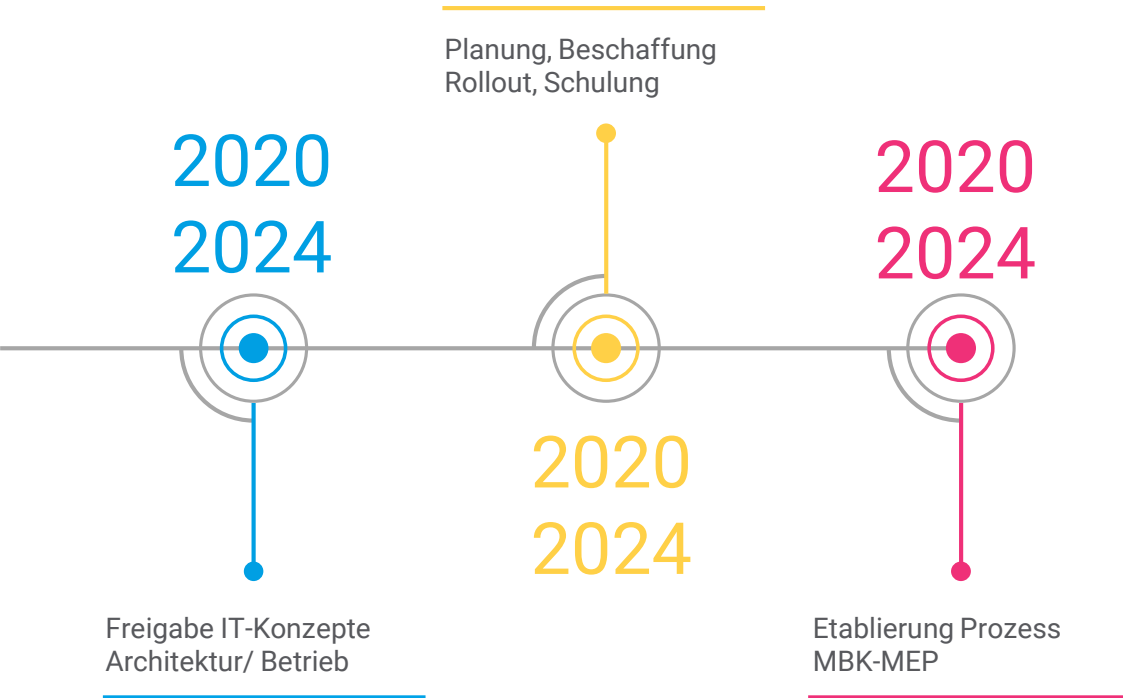 2020
2024
Freigabe IT-Konzepte
Architektur/ Betrieb
Planung, Beschaffung
Rollout, Schulung
2020
2024
2020
2024
Etablierung Prozess
MBK-MEP